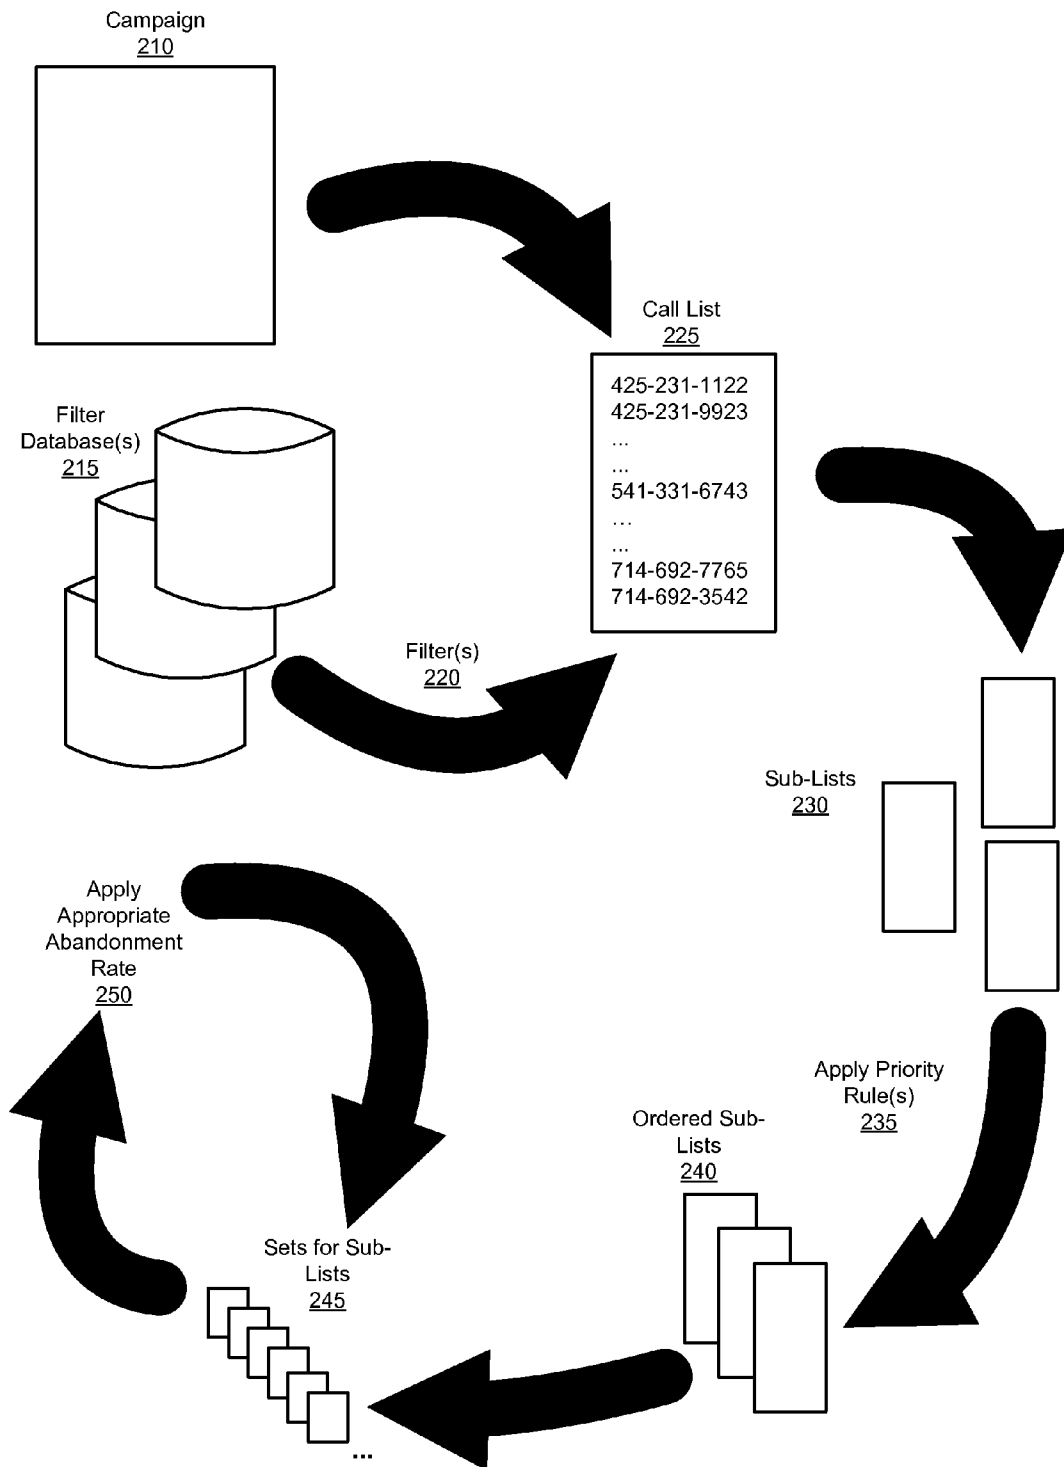 Campaign
210
Call List
225
425-231-1122
425-231-9923
...
...
541-331-6743
...
...
714-692-7765
714-692-3542
Filter
Database(s)
215
Filter(s)
220
Sub-Lists
230
Apply Priority
Rule(s)
235
Ordered Sub-
Lists
240
Sets for Sub-
Lists
245
...
Apply
Appropriate
Abandonment
Rate
250